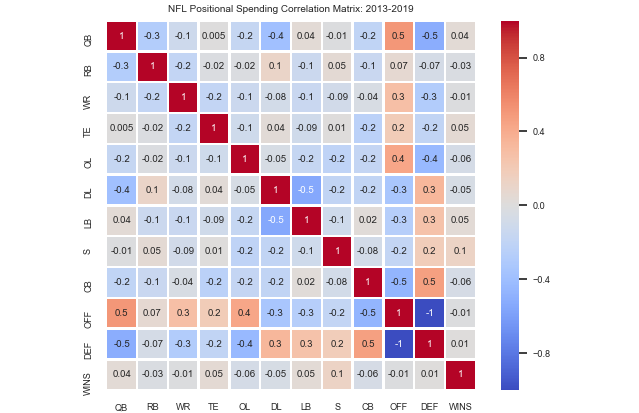 NFL Positional Spending Correlation Matrix: 2013-2019
QB 1 -0.3 -0.1 0.005 -0.2 -0.4 0.04 -0.01 -0.2 0.5 -0.5 0.04
RB -0.3 1 -0.2 -0.02 -0.02 0.1 -0.1 0.05 -0.1 0.07 -0.07 -0.03
WR -0.1 -0.2 1 -0.2 -0.1 -0.08 -0.1 -0.09 -0.04 0.3 -0.3 -0.01
TE 0.005 -0.02 -0.2 1 -0.1 0.04 -0.09 0.01 -0.2 0.2 -0.2 0.05
OL -0.2 -0.02 -0.1 -0.1 1 -0.05 -0.2 -0.2 -0.2 0.4 -0.4 -0.06
DL -0.4 0.1 -0.08 0.04 -0.05 1 -0.5 -0.2 -0.2 -0.3 0.3 -0.05
LB 0.04 -0.1 -0.1 -0.09 -0.2 -0.5 1 -0.1 0.02 -0.3 0.3 0.05
S -0.01 0.05 -0.09 0.01 -0.2 -0.2 -0.1 1 -0.08 -0.2 0.2 0.1
CB -0.2 -0.1 -0.04 -0.2 -0.2 -0.2 0.02 -0.08 1 -0.5 0.5 -0.06
OFF 0.5 0.07 0.3 0.2 0.4 -0.3 -0.3 -0.2 -0.5 1 -1 -0.01
DEF -0.5 -0.07 -0.3 -0.2 -0.4 0.3 0.3 0.2 0.5 -1 1 0.01
WINS 0.04 -0.03 -0.01 0.05 -0.06 -0.05 0.05 0.1 -0.06 -0.01 0.01 1
QB RB WR TE OL DL LB S CB OFF DEF WINS
0.8
0.4
0.0
−0.4
−0.8